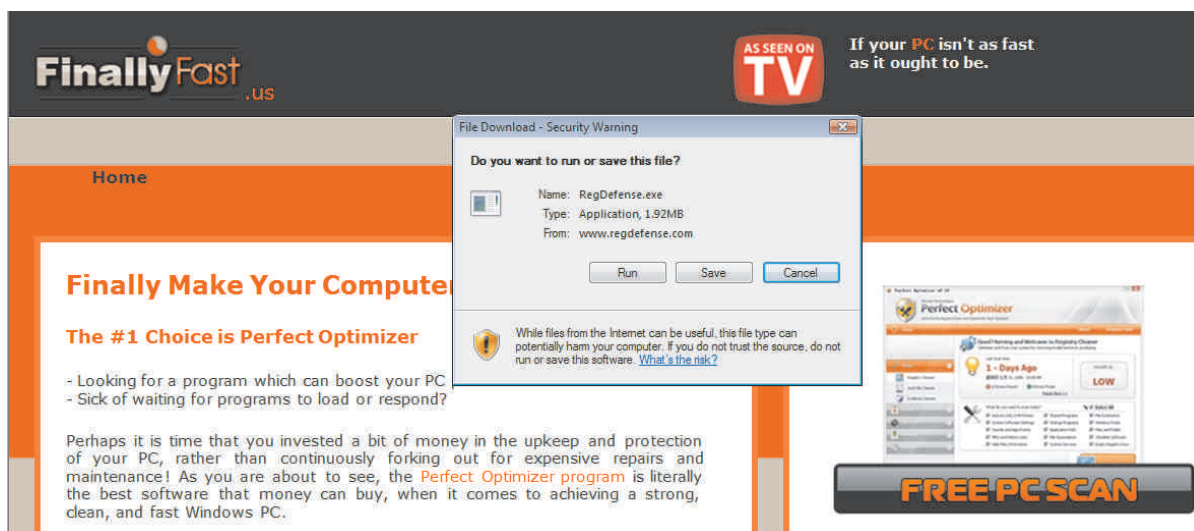 FinallyFast
.us
AS SEEN ON
TV
If your PC isn't as fast
as it ought to be.
Home
File Download - Security Warning
Do you want to run or save this file?
Name: RegDefense.exe
Type: Application, 1.92MB
From: www.regdefense.com
Run Save Cancel
While files from the Internet can be useful, this file type can
potentially harm your computer. If you do not trust the source, do not
run or save this software. What's the risk?
Finally Make Your Computer
The #1 Choice is Perfect Optimizer
- Looking for a program which can boost your PC
- Sick of waiting for programs to load or respond?
Perhaps it is time that you invested a bit of money in the upkeep and protection
of your PC, rather than continuously forking out for expensive repairs and
maintenance! As you are about to see, the Perfect Optimizer program is literally
the best software that money can buy, when it comes to achieving a strong,
clean, and fast Windows PC.
Perfect Optimizer
Good Morning and Welcome to Registry Cleaner
1 - Days Ago
LOW
FREE PC SCAN